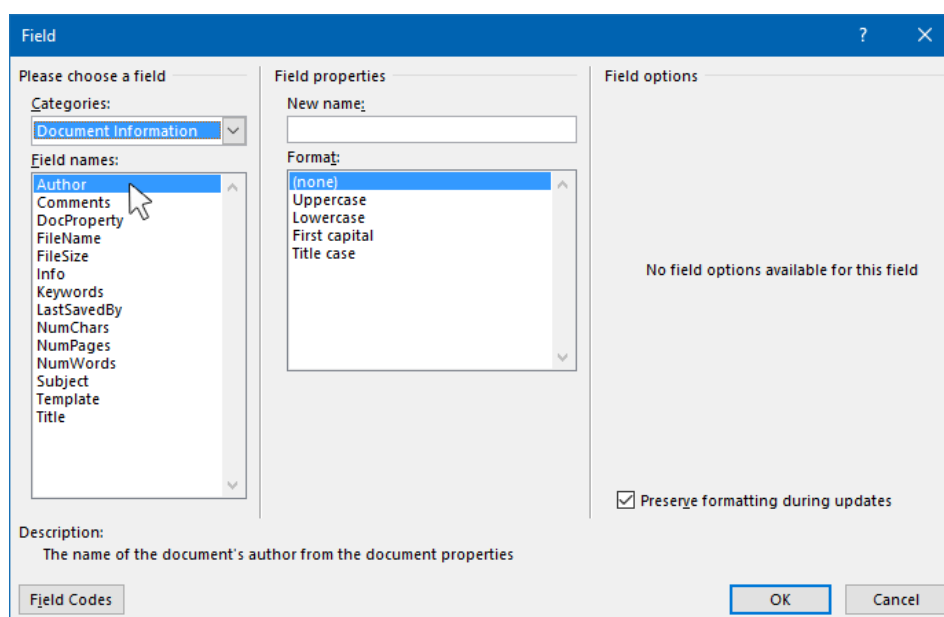 Field
Please choose a field
Categories:
Document Information
Field names:
Author
Comments
DocProperty
FileName
FileSize
Info
Keywords
LastSavedBy
NumChars
NumPages
NumWords
Subject
Template
Title
Field properties
New name:
Format:
(none)
Uppercase
Lowercase
First capital
Title case
Field options
No field options available for this field
Preserve formatting during updates
Description:
The name of the document's author from the document properties
Field Codes
OK
Cancel